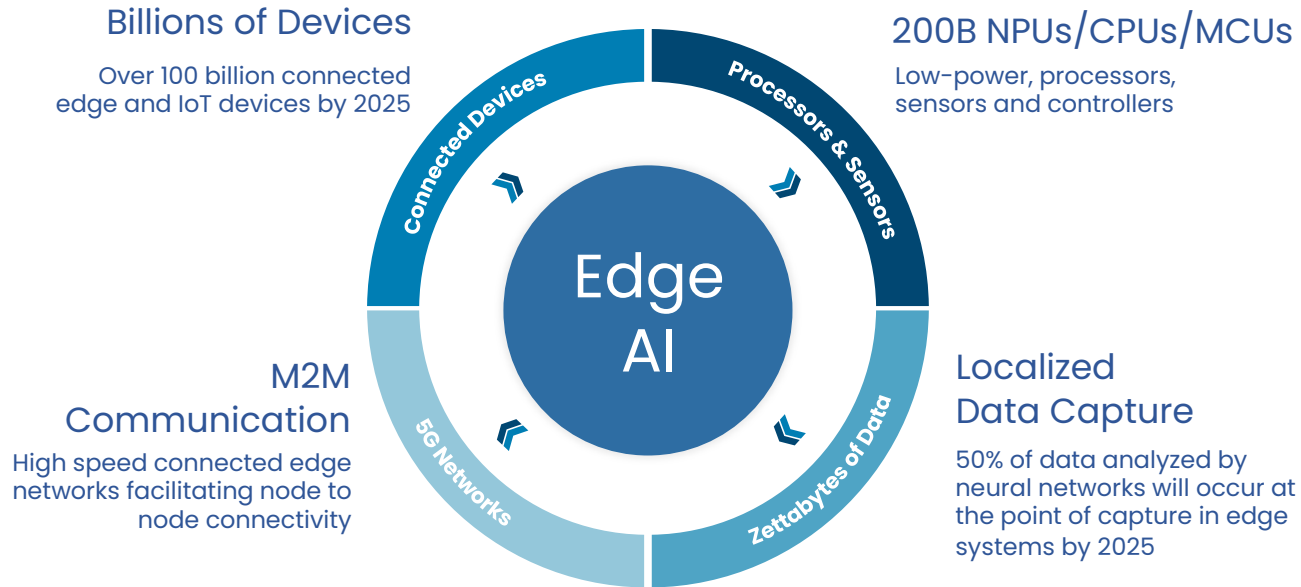 Billions of Devices
Over 100 billion connected
edge and IoT devices by 2025
200B NPUs/CPUs/MCUs
Low-power, processors,
sensors and controllers
Connected Devices
Processors & Sensors
Edge
AI
M2M
Communication
High speed connected edge
networks facilitating node to
node connectivity
5G Networks
Zettabytes of Data
Localized
Data Capture
50% of data analyzed by
neural networks will occur at
the point of capture in edge
systems by 2025